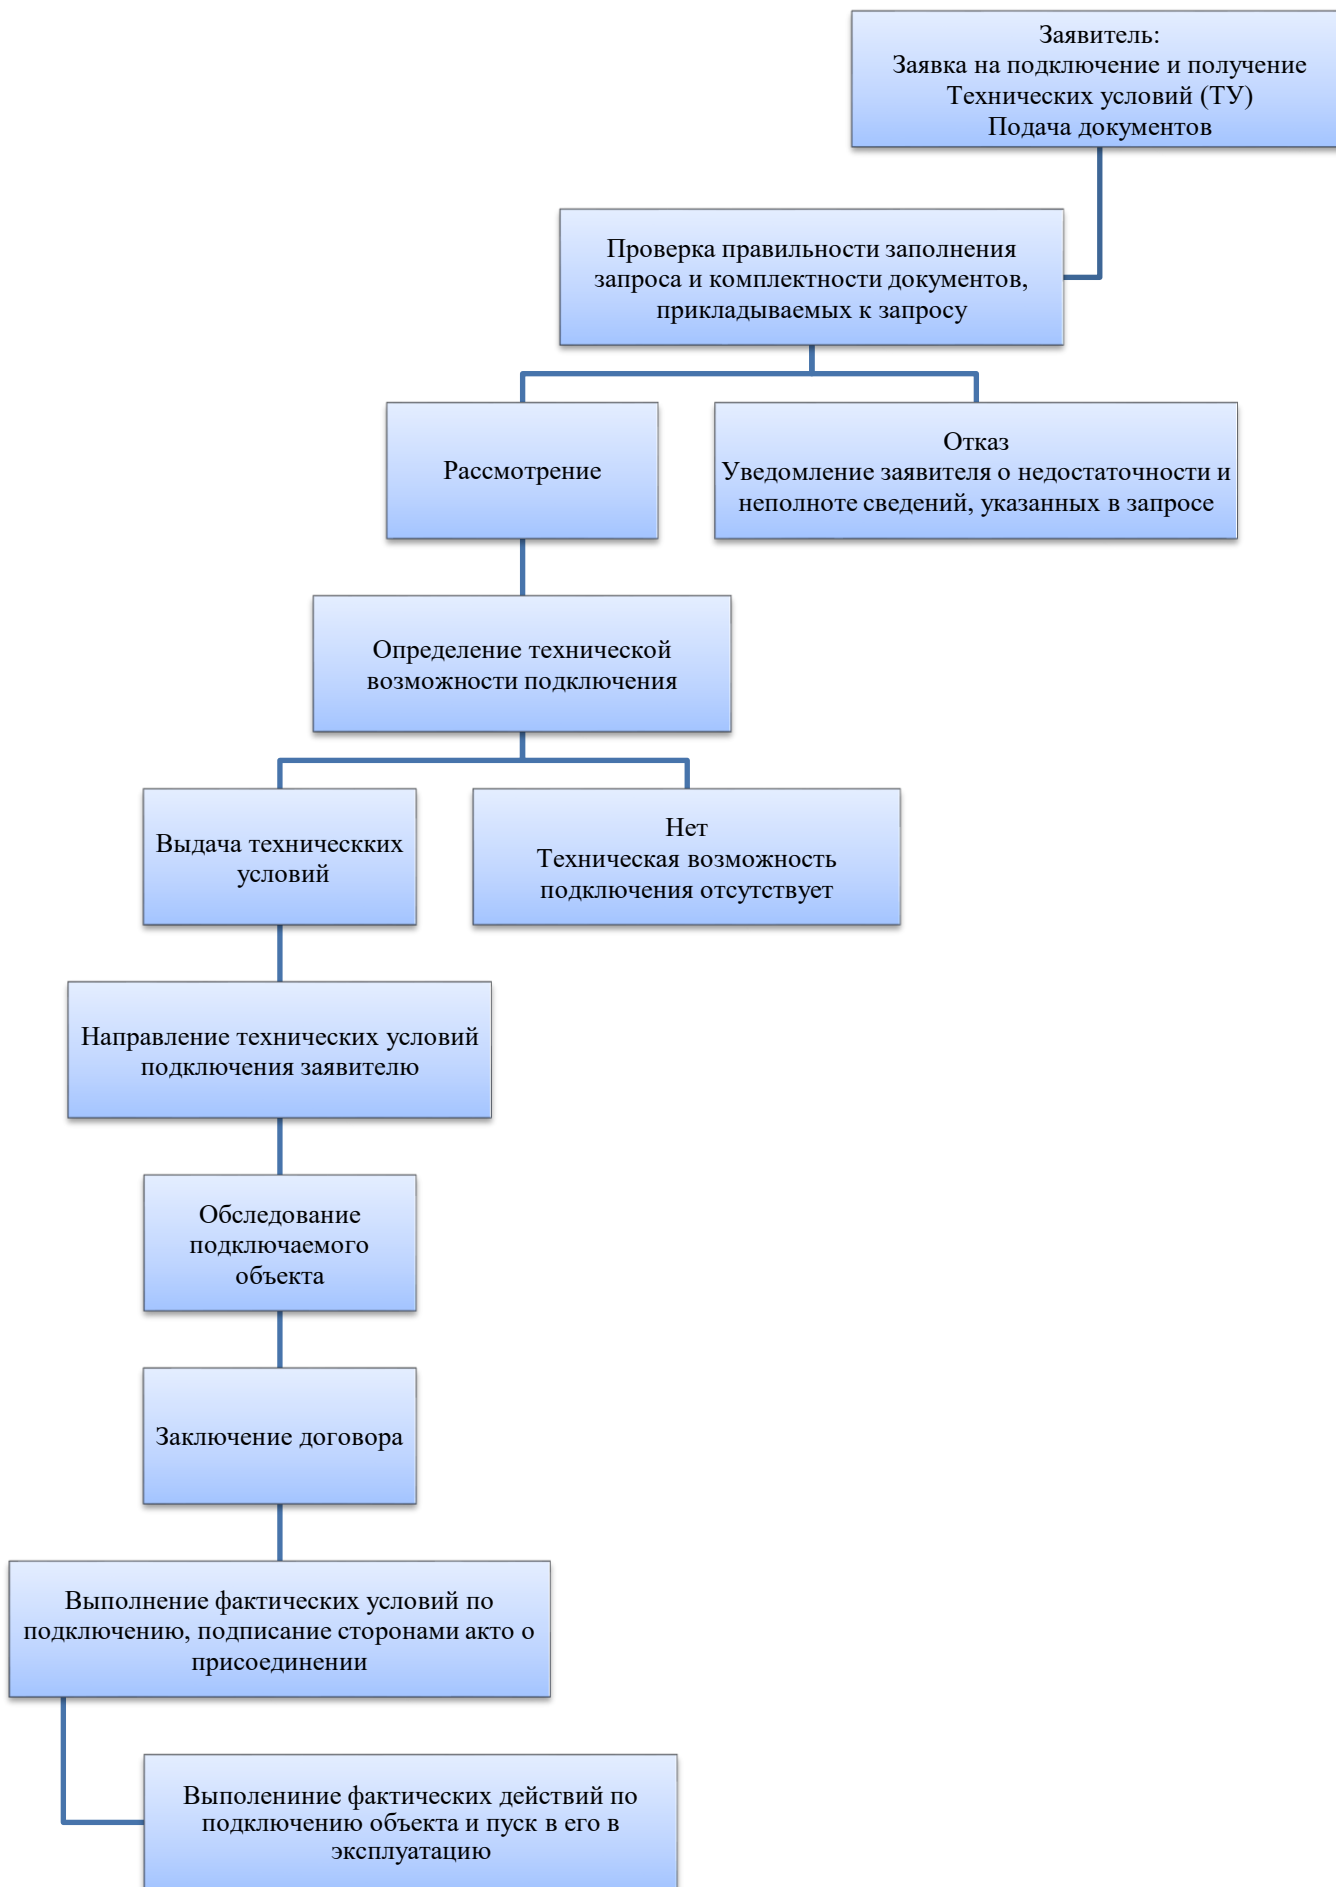 Заявитель:
Заявка на подключение и получение
Технических условий (ТУ)
Подача документов
Проверка правильности заполнения
запроса и комплектности документов,
прикладываемых к запросу
Рассмотрение
Отказ
Уведомление заявителя о недостаточности и
неполноте сведений, указанных в запросе
Определение технической
возможности подключения
Выдача техническких
условий
Нет
Техническая возможность
подключения отсутствует
Направление технических условий
подключения заявителю
Обследование
подключаемого
объекта
Заключение договора
Выполнение фактических условий по
подключению, подписание сторонами акто о
присоединении
Выполениние фактических действий по
подключению объекта и пуск в его в
эксплуатацию